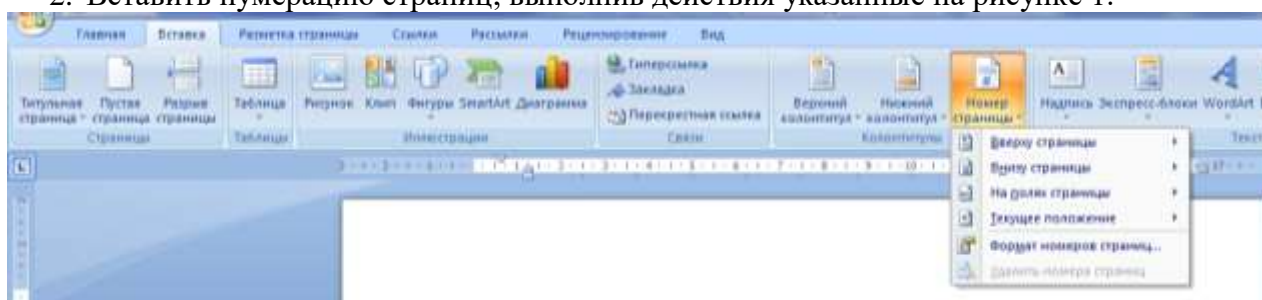 2. Вставить нумерацию страниц, выполнив действия указанные на рисунке 1.
Главная Вставка Разметка страницы Ссылки Рассылки Рецензирование Вид
Титульная страница Пустая страница Разрыв страницы Таблица Рисунок Клип Фигуры SmartArt Диаграмма
Гиперссылка
Закладка
Перекрестная ссылка
Верхний колонтитул Нижний колонтитул Номер страницы Надпись Экспресс-блоки WordArt
Страницы Таблицы Иллюстрации Связи Колонтитулы Текст
Вверху страницы
Внизу страницы
На полях страницы
Текущее положение
Формат номеров страниц...
Удалить номера страниц